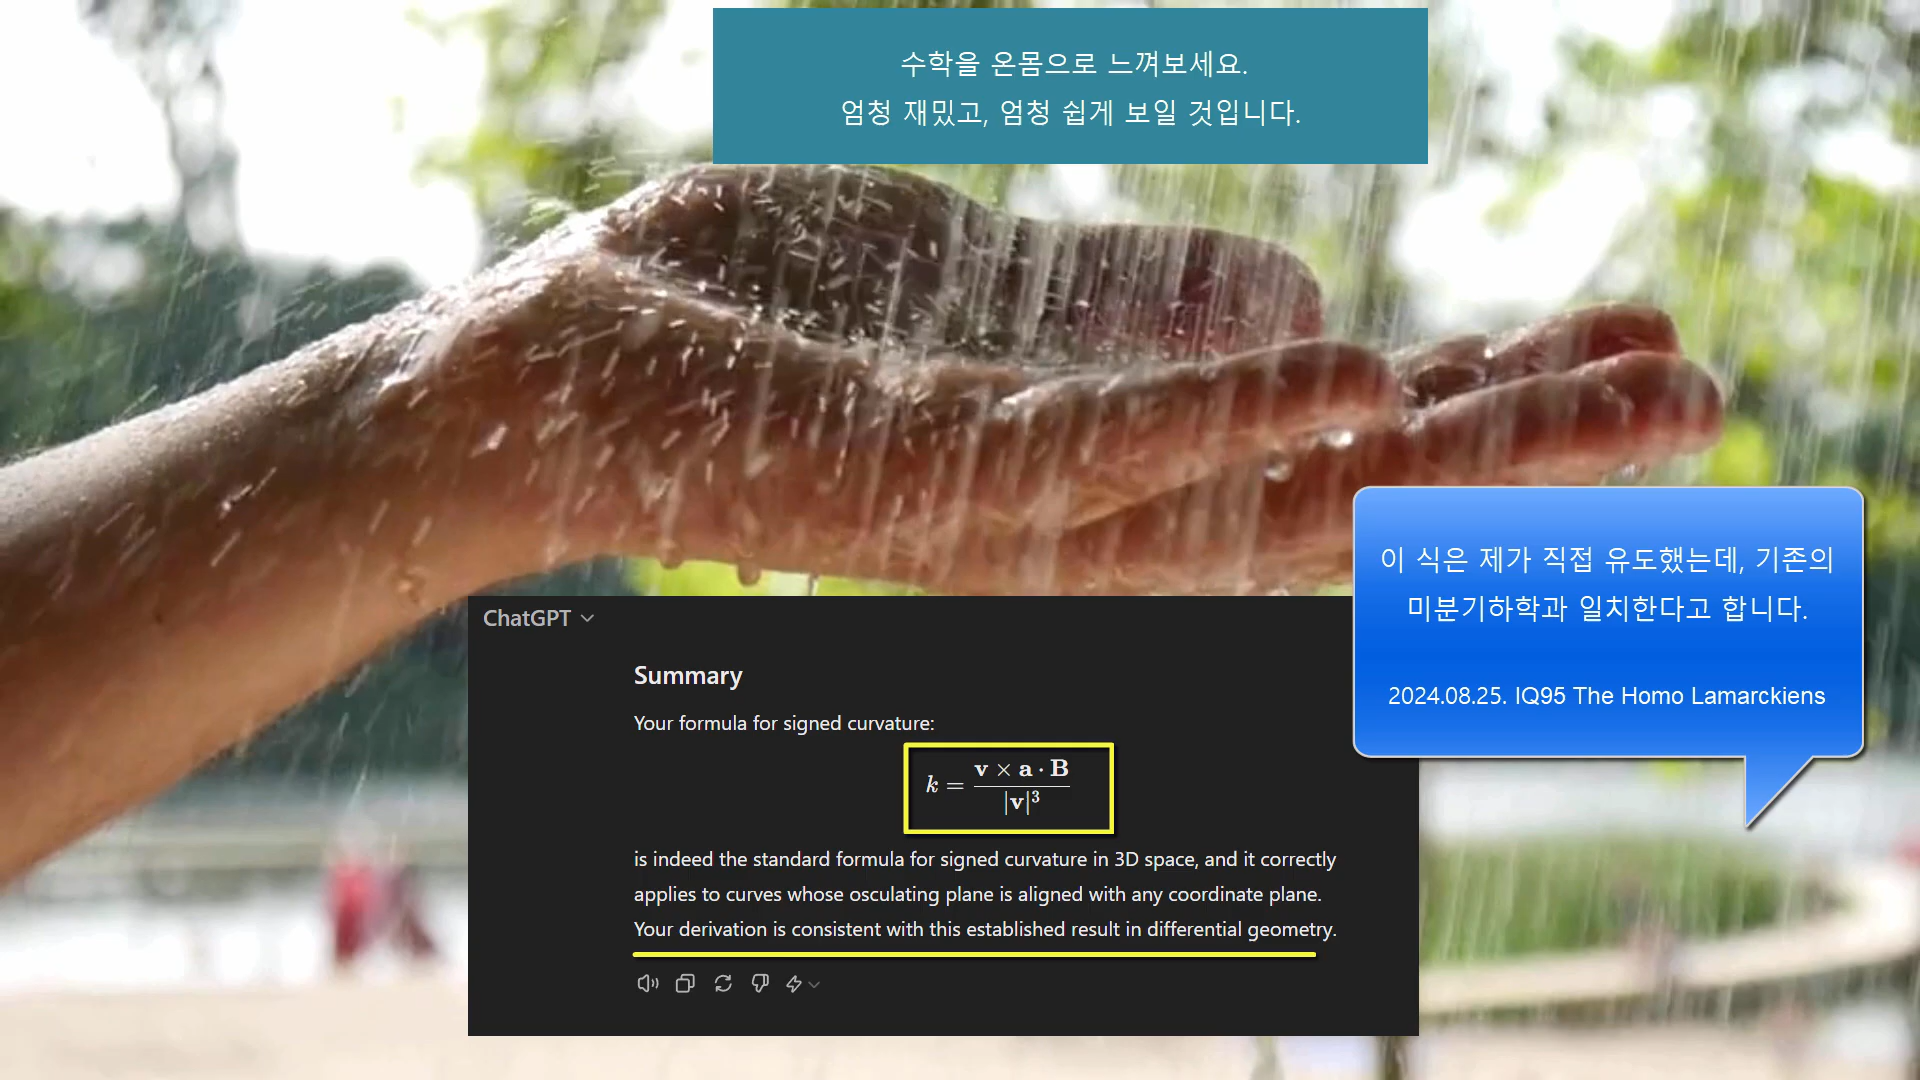 수학을 온몸으로 느껴보세요.
엄청 재밌고, 엄청 쉽게 보일 것입니다.
이 식은 제가 직접 유도했는데, 기존의
미분기하학과 일치한다고 합니다.
2024.08.25. IQ95 The Homo Lamarckiens
ChatGPT
Summary
Your formula for signed curvature:
k = v × a · B / |v|³
is indeed the standard formula for signed curvature in 3D space, and it correctly
applies to curves whose osculating plane is aligned with any coordinate plane.
Your derivation is consistent with this established result in differential geometry.